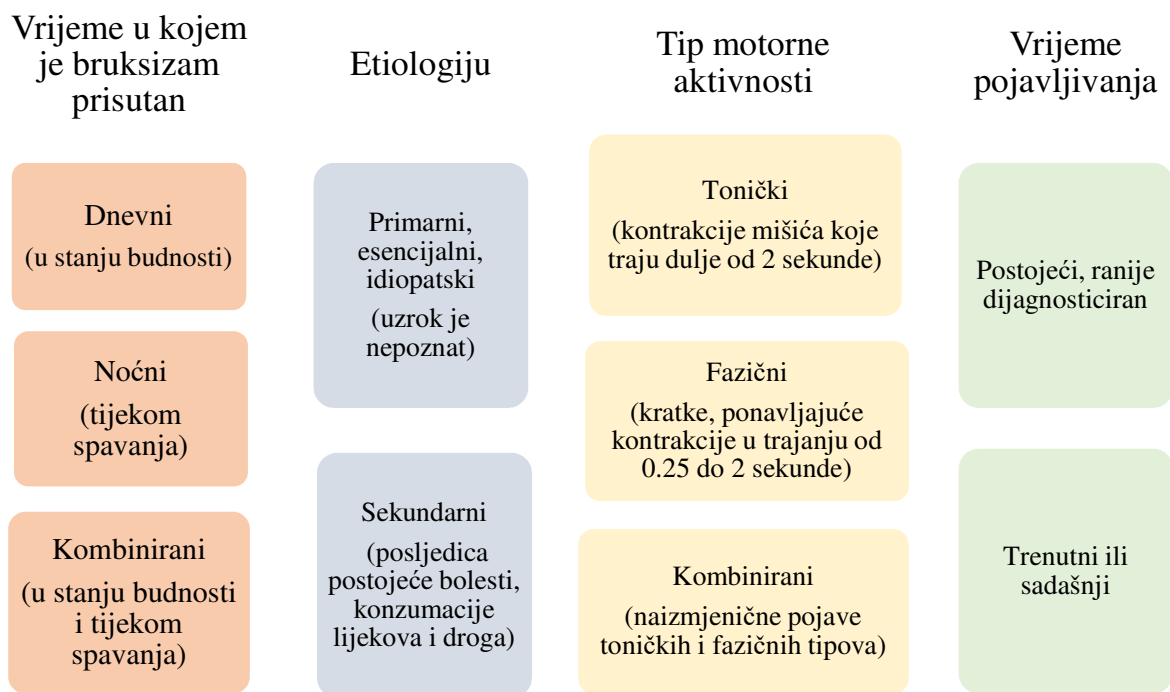 Vrijeme u kojem
je bruksizam
prisutan
Dnevni
(u stanju budnosti)
Noćni
(tijekom
spavanja)
Kombinirani
(u stanju budnosti
i tijekom
spavanja)
Etiologiju
Primarni,
esencijalni,
idiopatski
(uzrok je
nepoznat)
Sekundarni
(posljedica
postojeće bolesti,
konzumacije
lijekova i droga)
Tip motorne
aktivnosti
Tonički
(kontrakcije mišića koje
traju dulje od 2 sekunde)
Fazični
(kratke, ponavljajuće
kontrakcije u trajanju od
0.25 do 2 sekunde)
Kombinirani
(naizmjenične pojave
toničkih i fazičnih tipova)
Vrijeme
pojavljivanja
Postojeći, ranije
dijagnosticiran
Trenutni ili
sadašnji